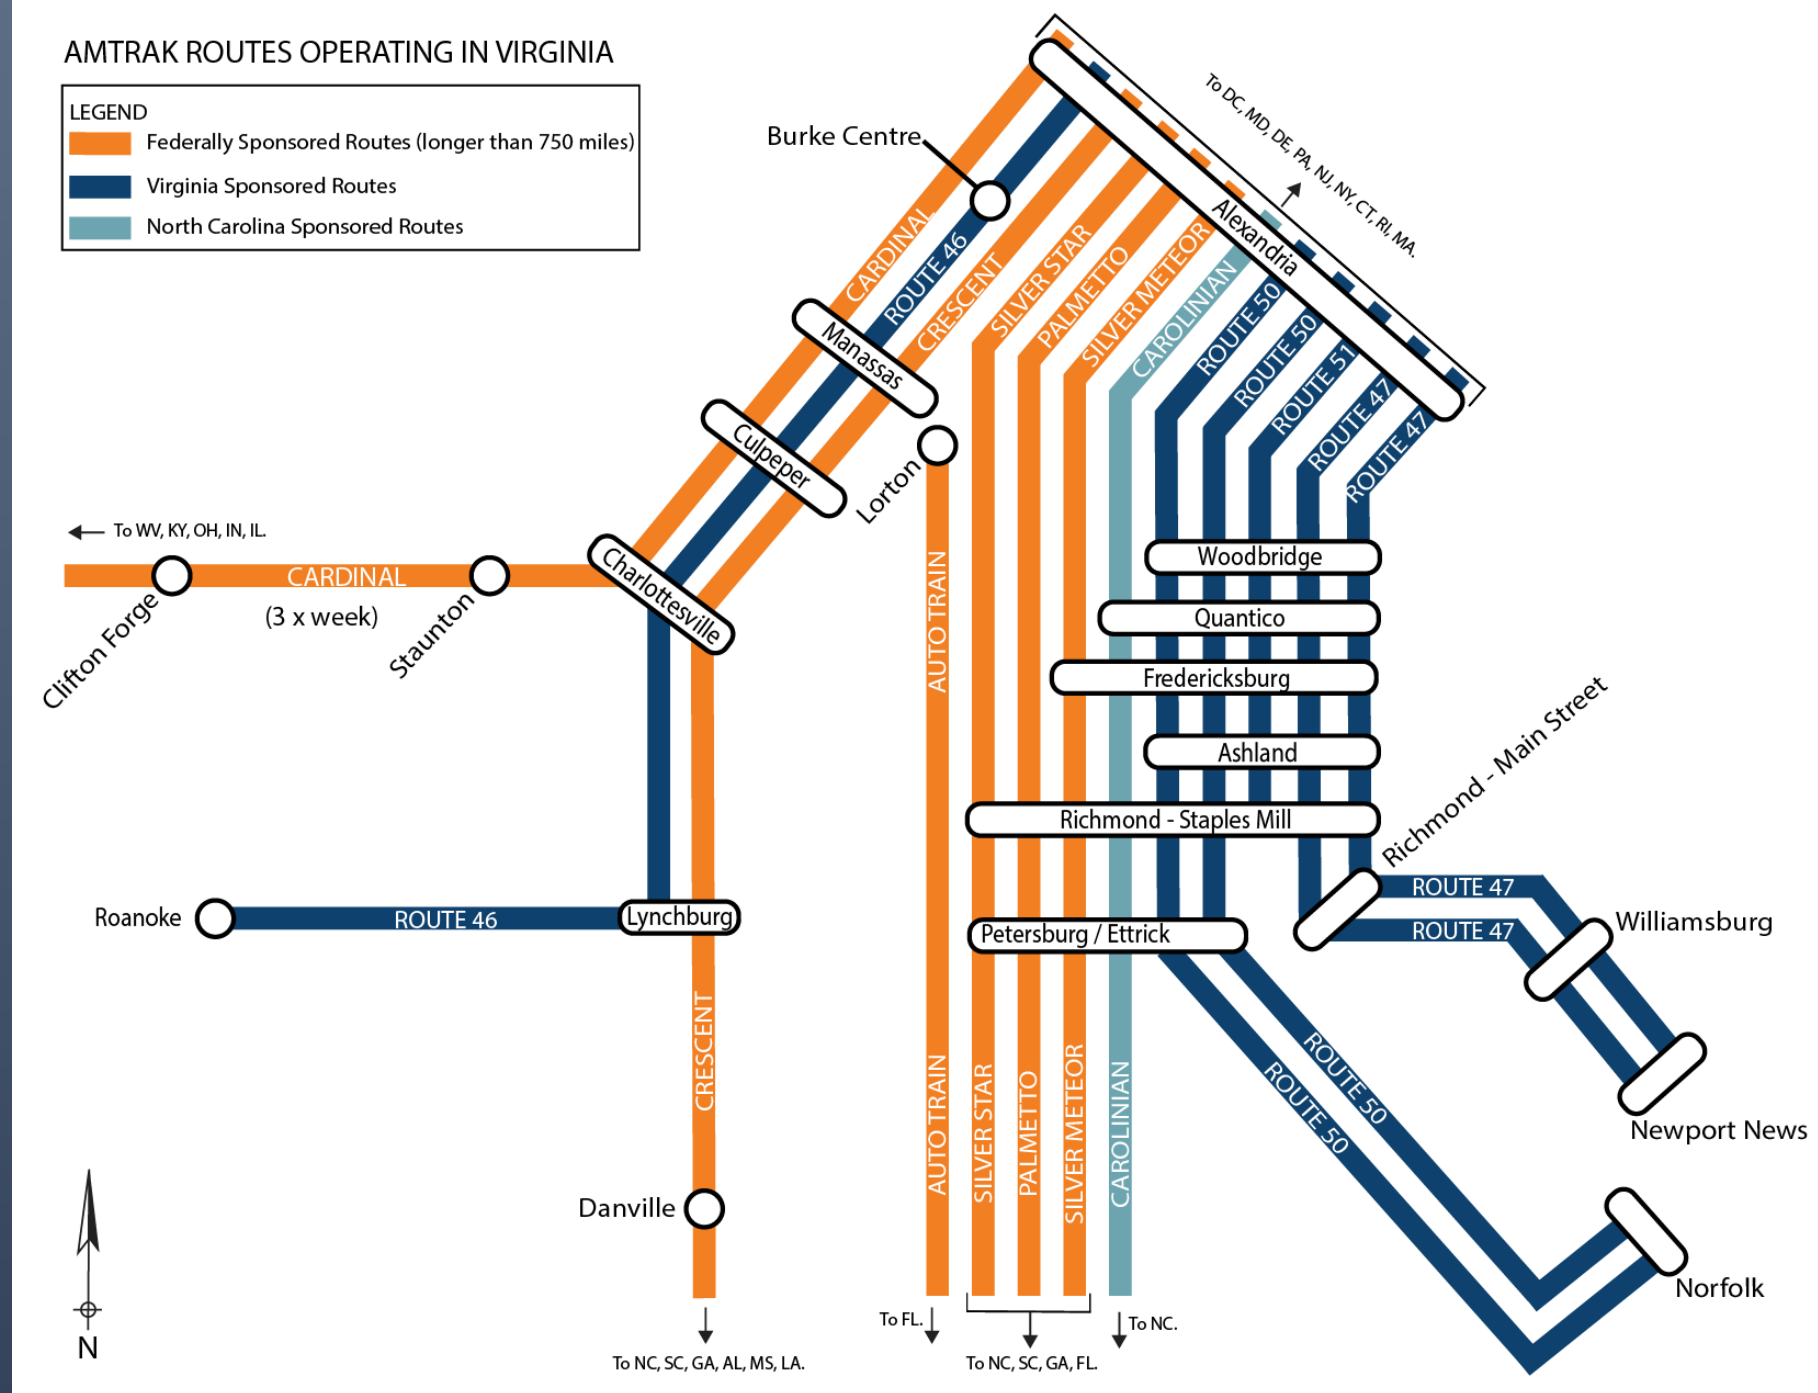 AMTRAK ROUTES OPERATING IN VIRGINIA
LEGEND
Federally Sponsored Routes (longer than 750 miles)
Virginia Sponsored Routes
North Carolina Sponsored Routes
To DC, MD, DE, PA, NJ, NY, CT, RI, MA.
Burke Centre
Alexandria
CARDINAL
ROUTE 46
CRESCENT
SILVER STAR
PALMETTO
SILVER METEOR
CAROLINIAN
ROUTE 50
ROUTE 50
ROUTE 51
ROUTE 47
ROUTE 47
Manassas
Culpeper
Lorton
To WV, KY, OH, IN, IL.
CARDINAL
(3 x week)
Clifton Forge
Staunton
Charlottesville
AUTO TRAIN
Woodbridge
Quantico
Fredericksburg
Ashland
Richmond - Staples Mill
Richmond - Main Street
ROUTE 47
ROUTE 47
Williamsburg
Newport News
Roanoke
ROUTE 46
Lynchburg
Petersburg / Ettrick
CRESCENT
AUTO TRAIN
SILVER STAR
PALMETTO
SILVER METEOR
CAROLINIAN
ROUTE 50
ROUTE 50
Danville
Norfolk
N
To NC, SC, GA, AL, MS, LA.
To FL.
To NC, SC, GA, FL.
To NC.